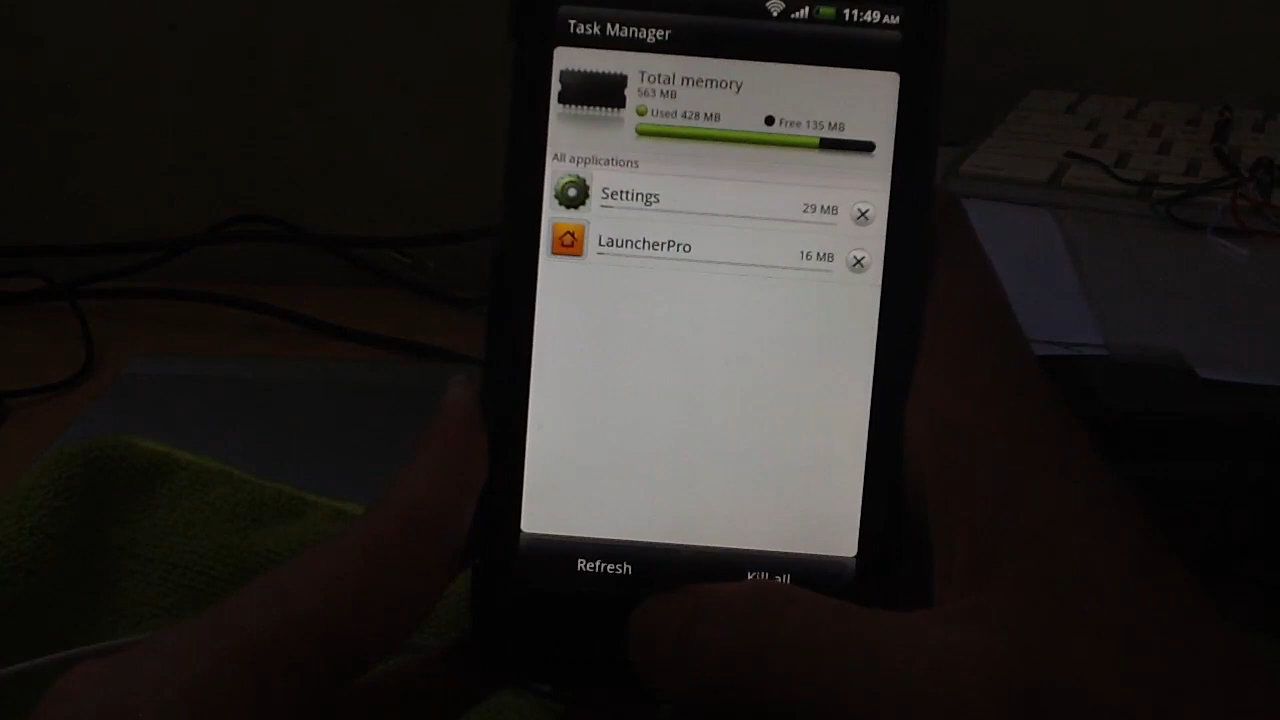 11:49 AM
Task Manager
Total memory
563 MB
Used 428 MB Free 135 MB
All applications
Settings 29 MB
LauncherPro 16 MB
Refresh Kill all